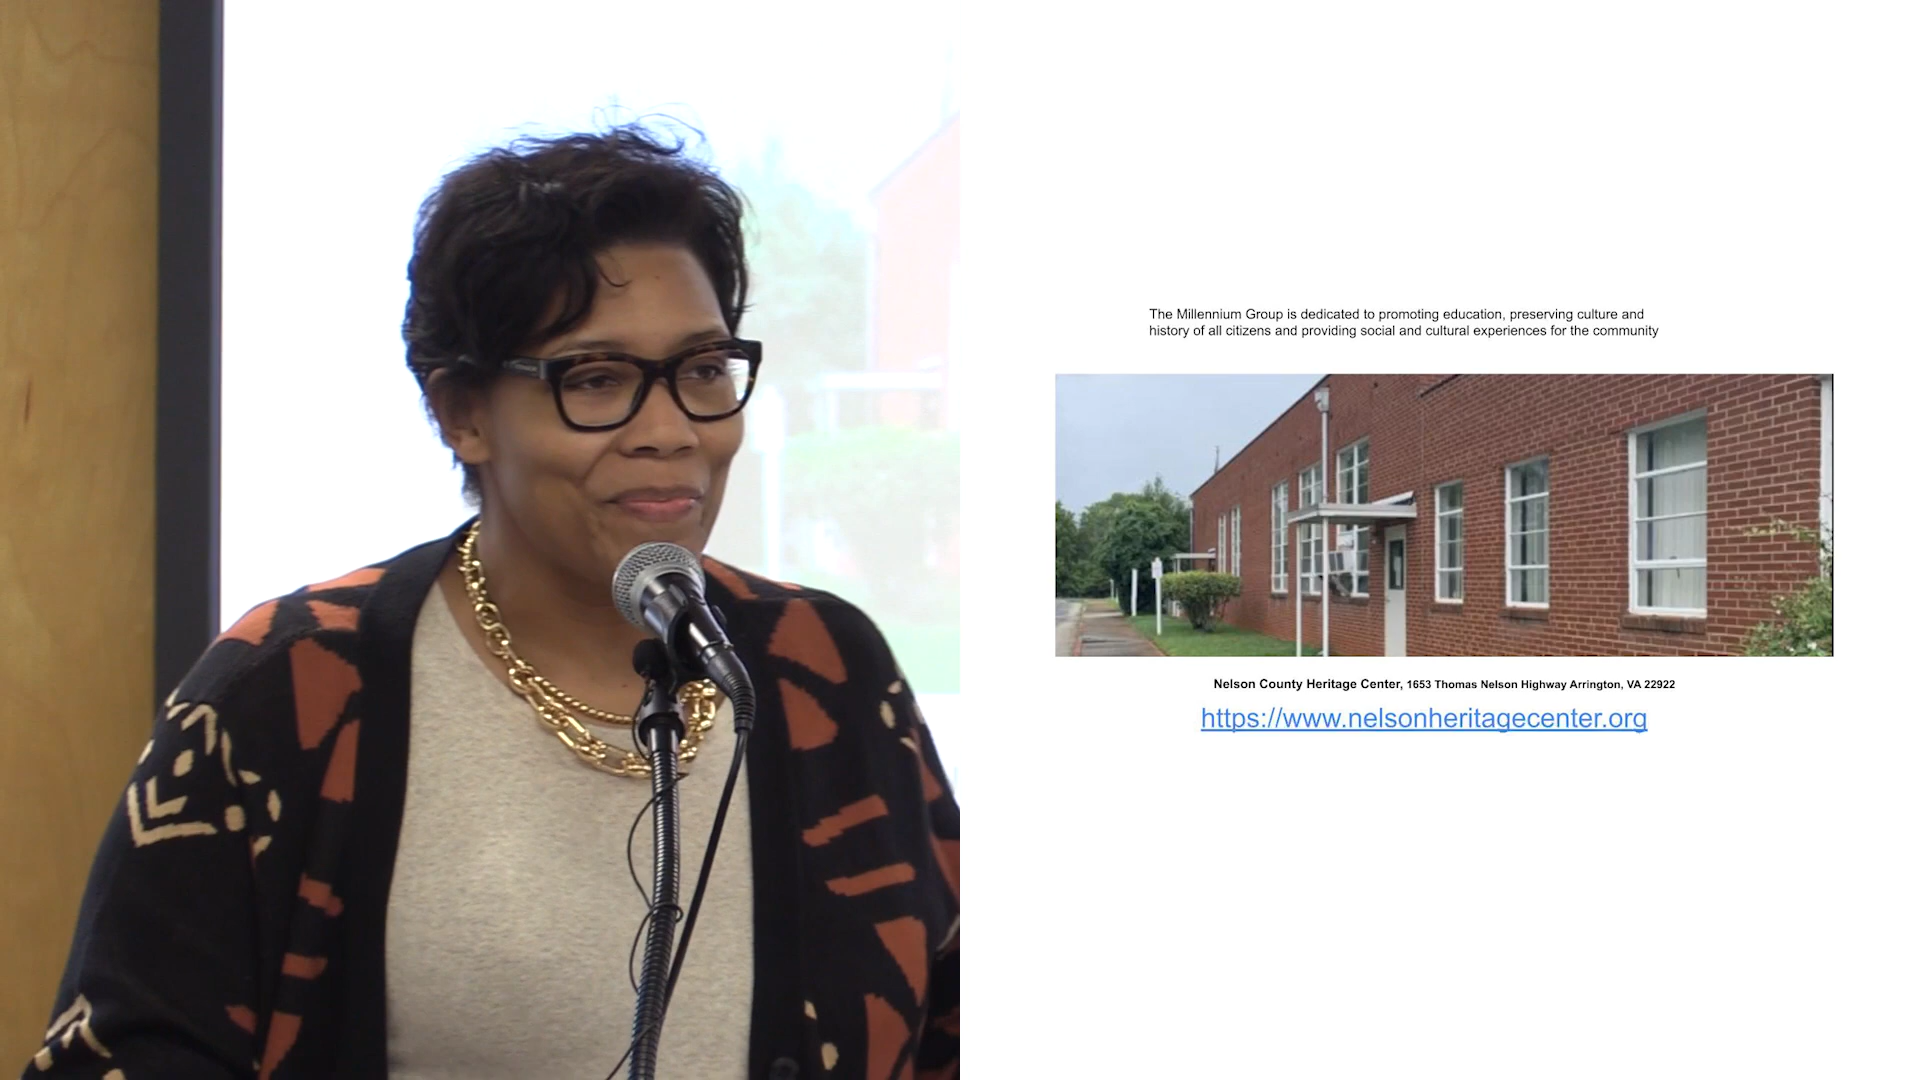 The Millennium Group is dedicated to promoting education, preserving culture and
history of all citizens and providing social and cultural experiences for the community
Nelson County Heritage Center, 1653 Thomas Nelson Highway Arrington, VA 22922
https://www.nelsonheritagecenter.org